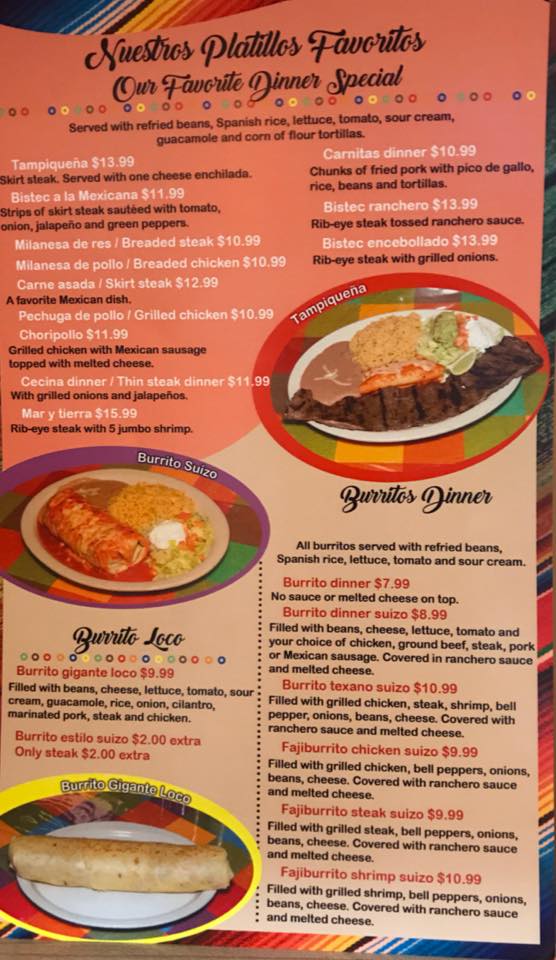 Nuestros Platillos Favoritos
Our Favorite Dinner Special
Served with refried beans, Spanish rice, lettuce, tomato, sour cream,
guacamole and corn of flour tortillas.
Tampiqueña $13.99
Skirt steak. Served with one cheese enchilada.
Bistec a la Mexicana $11.99
Strips of skirt steak sautéed with tomato,
onion, jalapeño and green peppers.
Milanesa de res / Breaded steak $10.99
Milanesa de pollo / Breaded chicken $10.99
Carne asada / Skirt steak $12.99
A favorite Mexican dish.
Pechuga de pollo / Grilled chicken $10.99
Choripollo $11.99
Grilled chicken with Mexican sausage
topped with melted cheese.
Cecina dinner / Thin steak dinner $11.99
With grilled onions and jalapeños.
Mar y tierra $15.99
Rib-eye steak with 5 jumbo shrimp.
Carnitas dinner $10.99
Chunks of fried pork with pico de gallo,
rice, beans and tortillas.
Bistec ranchero $13.99
Rib-eye steak tossed ranchero sauce.
Bistec encebollado $13.99
Rib-eye steak with grilled onions.
Tampiqueña
Burrito Suizo
Burrito Loco
Burrito gigante loco $9.99
Filled with beans, cheese, lettuce, tomato, sour
cream, guacamole, rice, onion, cilantro,
marinated pork, steak and chicken.
Burrito estilo suizo $2.00 extra
Only steak $2.00 extra
Burrito Gigante Loco
Burritos Dinner
All burritos served with refried beans,
Spanish rice, lettuce, tomato and sour cream.
Burrito dinner $7.99
No sauce or melted cheese on top.
Burrito dinner suizo $8.99
Filled with beans, cheese, lettuce, tomato and
your choice of chicken, ground beef, steak, pork
or Mexican sausage. Covered in ranchero sauce
and melted cheese.
Burrito texano suizo $10.99
Filled with grilled chicken, steak, shrimp, bell
pepper, onions, beans, cheese. Covered with
ranchero sauce and melted cheese.
Fajiburrito chicken suizo $9.99
Filled with grilled chicken, bell peppers, onions,
beans, cheese. Covered with ranchero sauce
and melted cheese.
Fajiburrito steak suizo $9.99
Filled with grilled steak, bell peppers, onions,
beans, cheese. Covered with ranchero sauce
and melted cheese.
Fajiburrito shrimp suizo $10.99
Filled with grilled shrimp, bell peppers, onions,
beans, cheese. Covered with ranchero sauce
and melted cheese.